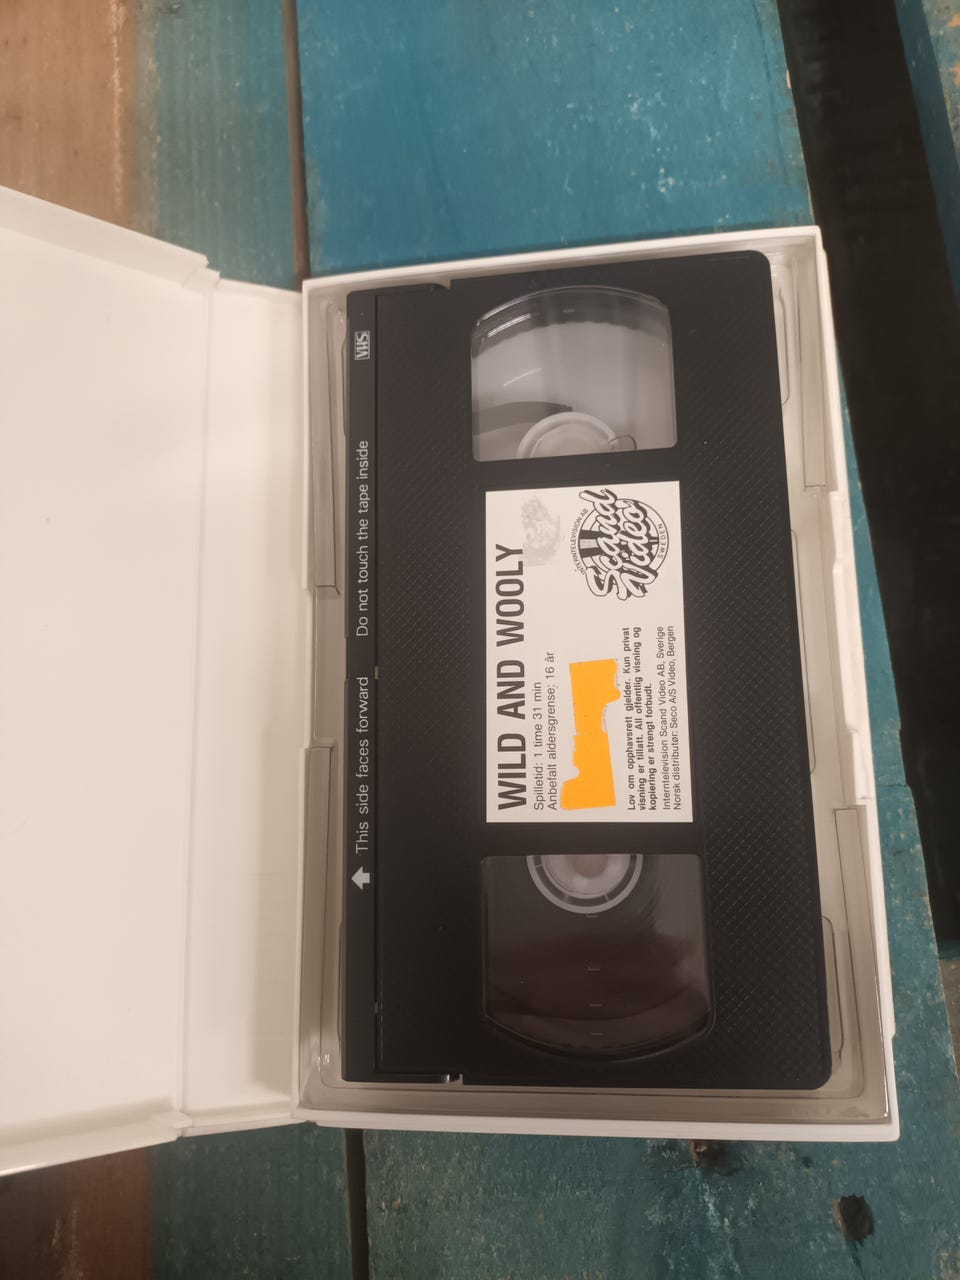 VHS
This side faces forward Do not touch the tape inside
WILD AND WOOLY
Spilletid: 1 time 31 min
Anbefalt aldersgrense: 16 år
Lov om opphavsrett gjelder. Kun privat
visning er tillatt. All offentlig visning og
kopiering er strengt forbudt.
Interntelevision Scand Video AB, Sverige
Norsk distributør: Seco A/S Video, Bergen
INTERNTELEVISION AB
Scand
Video
SWEDEN